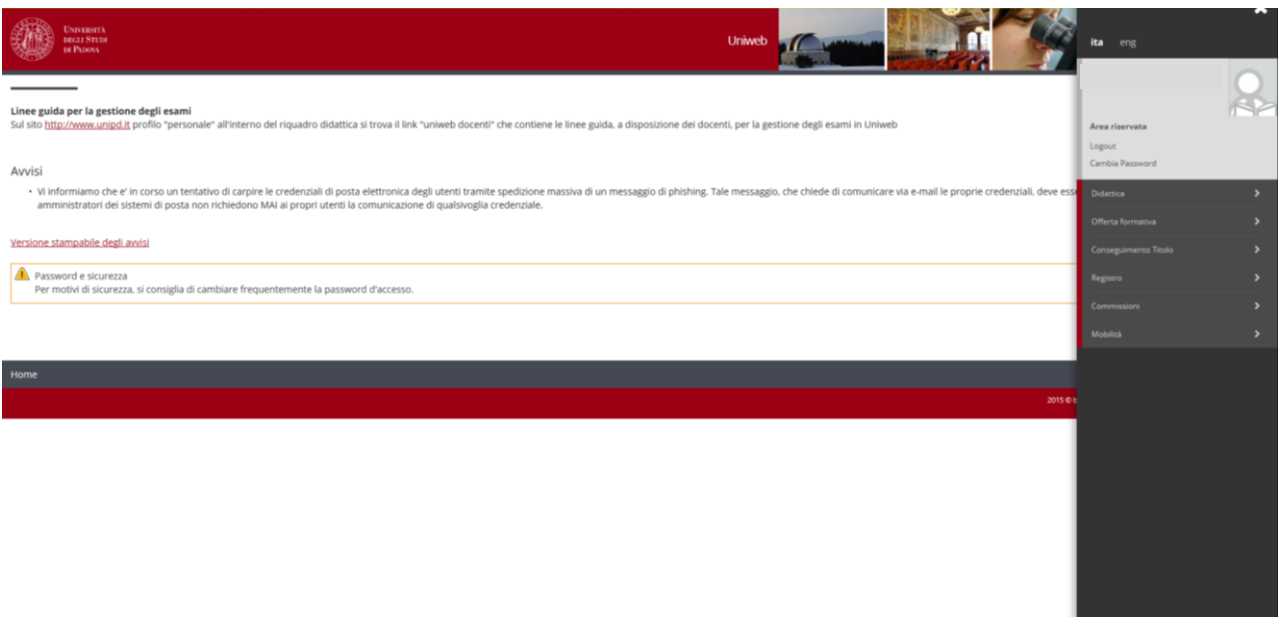 UNIVERSITÀ
DEGLI STUDI
DI PADOVA
Uniweb
ita eng
Linee guida per la gestione degli esami
Sul sito http://www.unipd.it profilo "personale" all'interno del riquadro didattica si trova il link "uniweb docenti" che contiene le linee guida, a disposizione dei docenti, per la gestione degli esami in Uniweb
Avvisi
• Vi informiamo che e' in corso un tentativo di carpire le credenziali di posta elettronica degli utenti tramite spedizione massiva di un messaggio di phishing. Tale messaggio, che chiede di comunicare via e-mail le proprie credenziali, deve ess
amministratori dei sistemi di posta non richiedono MAI ai propri utenti la comunicazione di qualsivoglia credenziale.
Versione stampabile degli avvisi
Password e sicurezza
Per motivi di sicurezza, si consiglia di cambiare frequentemente la password d'accesso.
Home
2015 ©
Area riservata
Logout
Cambia Password
Didattica
Offerta formativa
Conseguimento Titolo
Registro
Commissioni
Mobilità